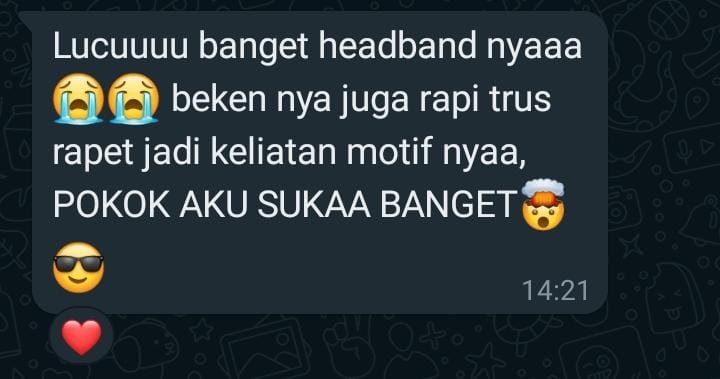 Lucuuuu banget headband nyaaa
😭😭 beken nya juga rapi trus
rapet jadi keliatan motif nyaa,
POKOK AKU SUKAA BANGET🤯
😎
14:21
❤️